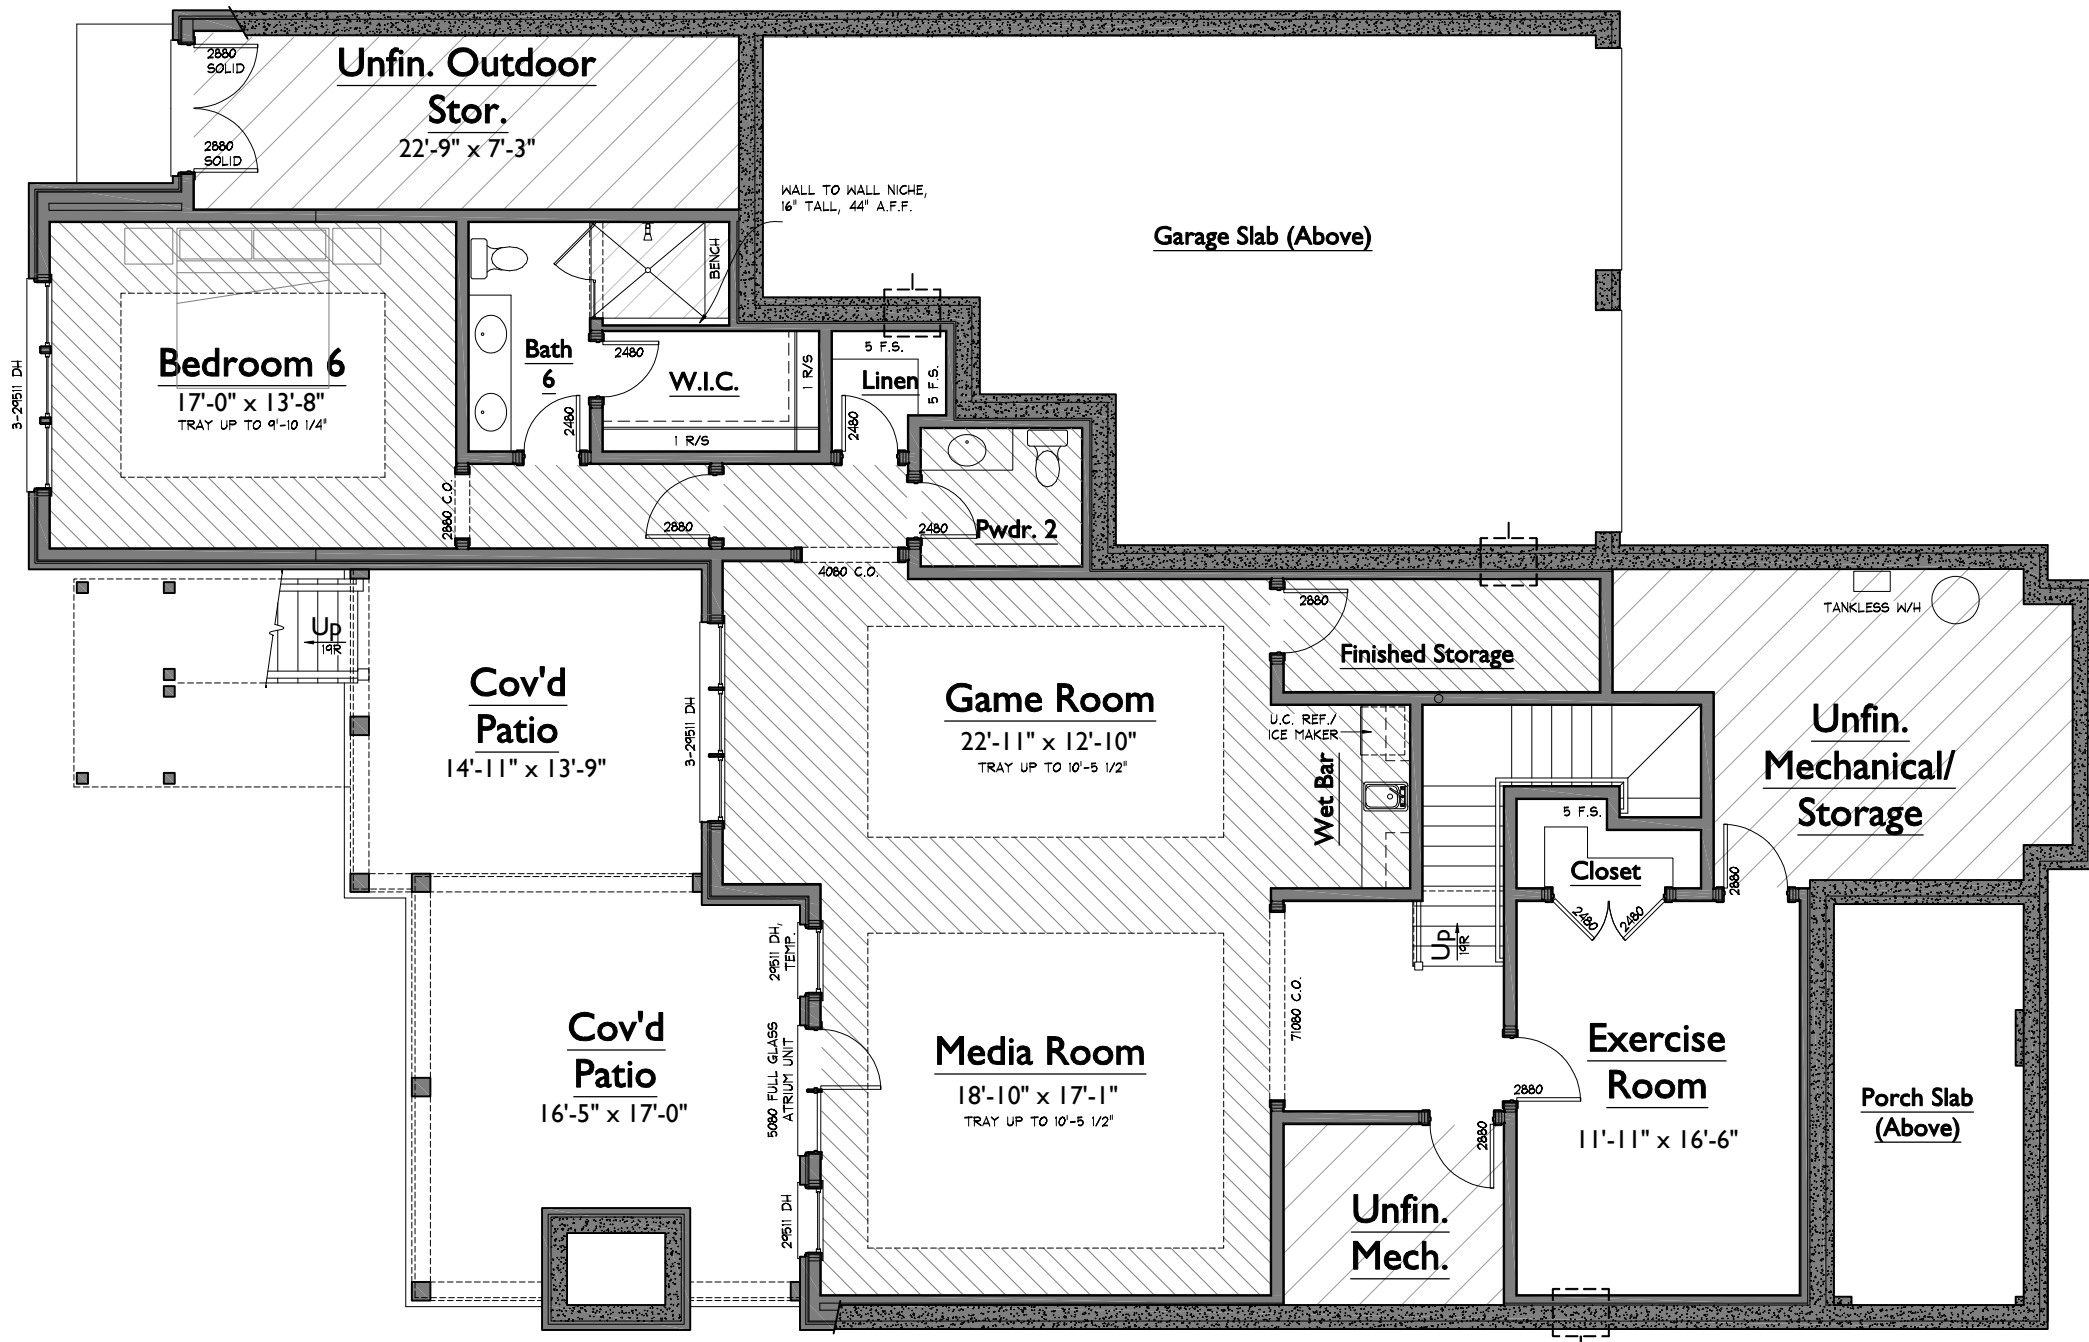 2880
SOLID
Unfin. Outdoor
Stor.
22'-9" x 7'-3"
2880
SOLID
WALL TO WALL NICHE,
16" TALL, 44" A.F.F.
Garage Slab (Above)
BENCH
3-29511 DH
Bedroom 6
17'-0" x 13'-8"
TRAY UP TO 9'-10 1/4"
Bath
6
2480
W.I.C.
1 R/S
1 R/S
2480
5 F.S.
Linen
5 F.S.
2480
2880 C.O.
2880
2480
Pwdr. 2
4080 C.O.
Up
19R
2880
Finished Storage
TANKLESS W/H
Cov'd
Patio
14'-11" x 13'-9"
3-29511 DH
Game Room
22'-11" x 12'-10"
TRAY UP TO 10'-5 1/2"
U.C. REF./
ICE MAKER
Wet Bar
Unfin.
Mechanical/
Storage
5 F.S.
Closet
2480
2480
2880
Up
19R
29511 DH,
TEMP.
71080 C.O.
Cov'd
Patio
16'-5" x 17'-0"
5080 FULL GLASS
ATRIUM UNIT
Media Room
18'-10" x 17'-1"
TRAY UP TO 10'-5 1/2"
2880
Exercise
Room
11'-11" x 16'-6"
Porch Slab
(Above)
2880
29511 DH
Unfin.
Mech.